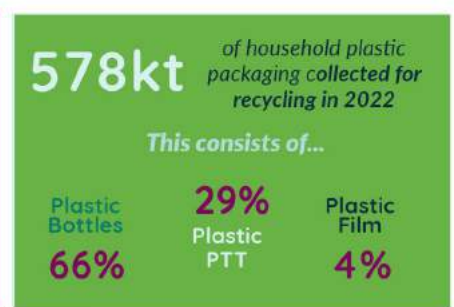 578kt
of household plastic
packaging collected for
recycling in 2022
This consists of...
Plastic
Bottles
66%
29%
Plastic
PTT
Plastic
Film
4%